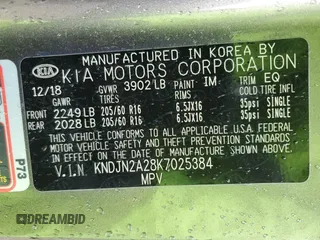 MANUFACTURED IN KOREA BY
KIA KIA MOTORS CORPORATION
12/18 GVWR 3902LB PAINT IM TRIM EQ
GAWR TIRES RIMS COLD TIRE INFL
FRONT 2249LB 205/60 R16 6.5JX16 35psi SINGLE
REAR 2028LB 205/60 R16 6.5JX16 35psi SINGLE
THIS VEHICLE CONFORMS TO ALL APPLICABLE U.S. FEDERAL
MOTOR VEHICLE SAFETY, BUMPER, AND THEFT PREVENTION
STANDARDS IN EFFECT ON THE DATE OF MANUFACTURE SHOWN ABOVE.
V.I.N KNDJN2A28K7025384
MPV
P73
DREAMBID